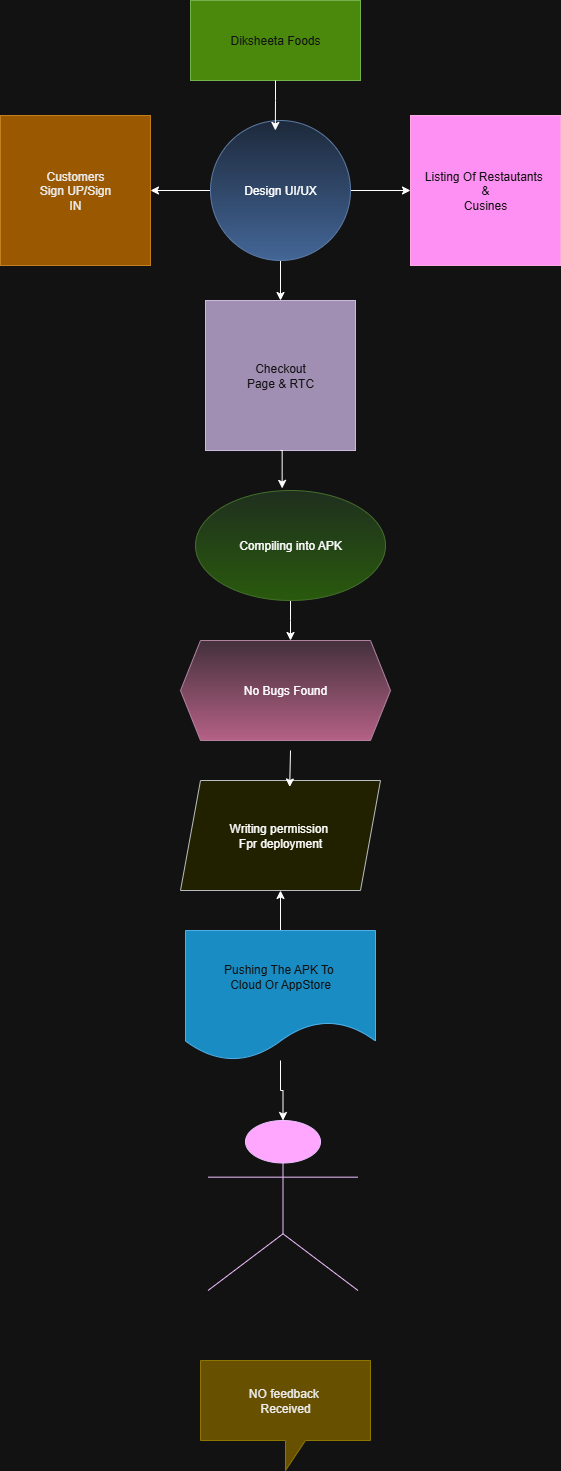 Diksheeta Foods
Customers
Sign UP/Sign
IN
Design UI/UX
Listing Of Restautants
&
Cusines
Checkout
Page & RTC
Compiling into APK
No Bugs Found
Writing permission
Fpr deployment
Pushing The APK To
Cloud Or AppStore
NO feedback
Received